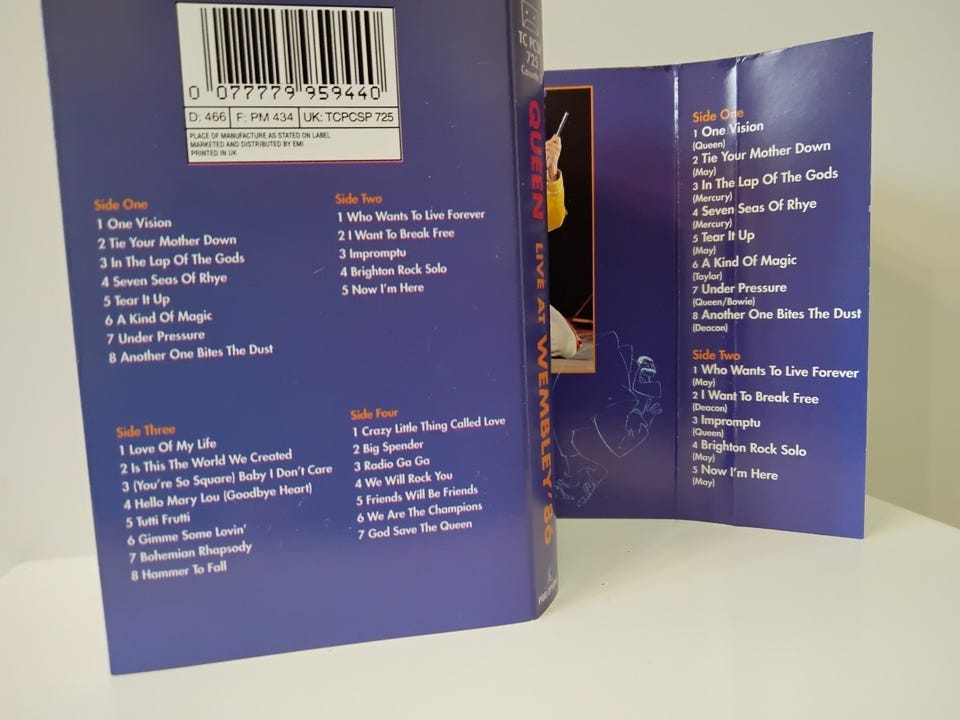 0 077779 959440
D: 466 F: PM 434 UK: TCPCSP 725
PLACE OF MANUFACTURE AS STATED ON LABEL
MARKETED AND DISTRIBUTED BY EMI
PRINTED IN UK
Side One
1 One Vision
2 Tie Your Mother Down
3 In The Lap Of The Gods
4 Seven Seas Of Rhye
5 Tear It Up
6 A Kind Of Magic
7 Under Pressure
8 Another One Bites The Dust
Side Two
1 Who Wants To Live Forever
2 I Want To Break Free
3 Impromptu
4 Brighton Rock Solo
5 Now I'm Here
Side Three
1 Love Of My Life
2 Is This The World We Created
3 (You're So Square) Baby I Don't Care
4 Hello Mary Lou (Goodbye Heart)
5 Tutti Frutti
6 Gimme Some Lovin'
7 Bohemian Rhapsody
8 Hammer To Fall
Side Four
1 Crazy Little Thing Called Love
2 Big Spender
3 Radio Ga Ga
4 We Will Rock You
5 Friends Will Be Friends
6 We Are The Champions
7 God Save The Queen
TC PCSP
725
QUEEN LIVE AT WEMBLEY '86
Side One
1 One Vision
(Queen)
2 Tie Your Mother Down
(May)
3 In The Lap Of The Gods
(Mercury)
4 Seven Seas Of Rhye
(Mercury)
5 Tear It Up
(May)
6 A Kind Of Magic
(Taylor)
7 Under Pressure
(Queen/Bowie)
8 Another One Bites The Dust
(Deacon)
Side Two
1 Who Wants To Live Forever
(May)
2 I Want To Break Free
(Deacon)
3 Impromptu
(Queen)
4 Brighton Rock Solo
(May)
5 Now I'm Here
(May)